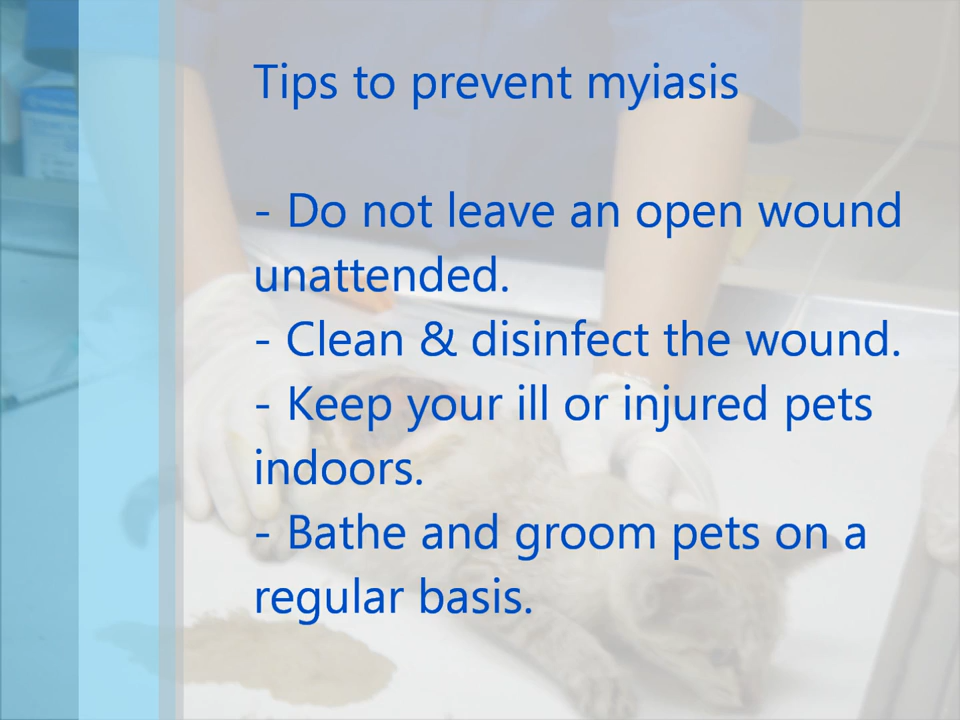 Tips to prevent myiasis
- Do not leave an open wound
unattended.
- Clean & disinfect the wound.
- Keep your ill or injured pets
indoors.
- Bathe and groom pets on a
regular basis.